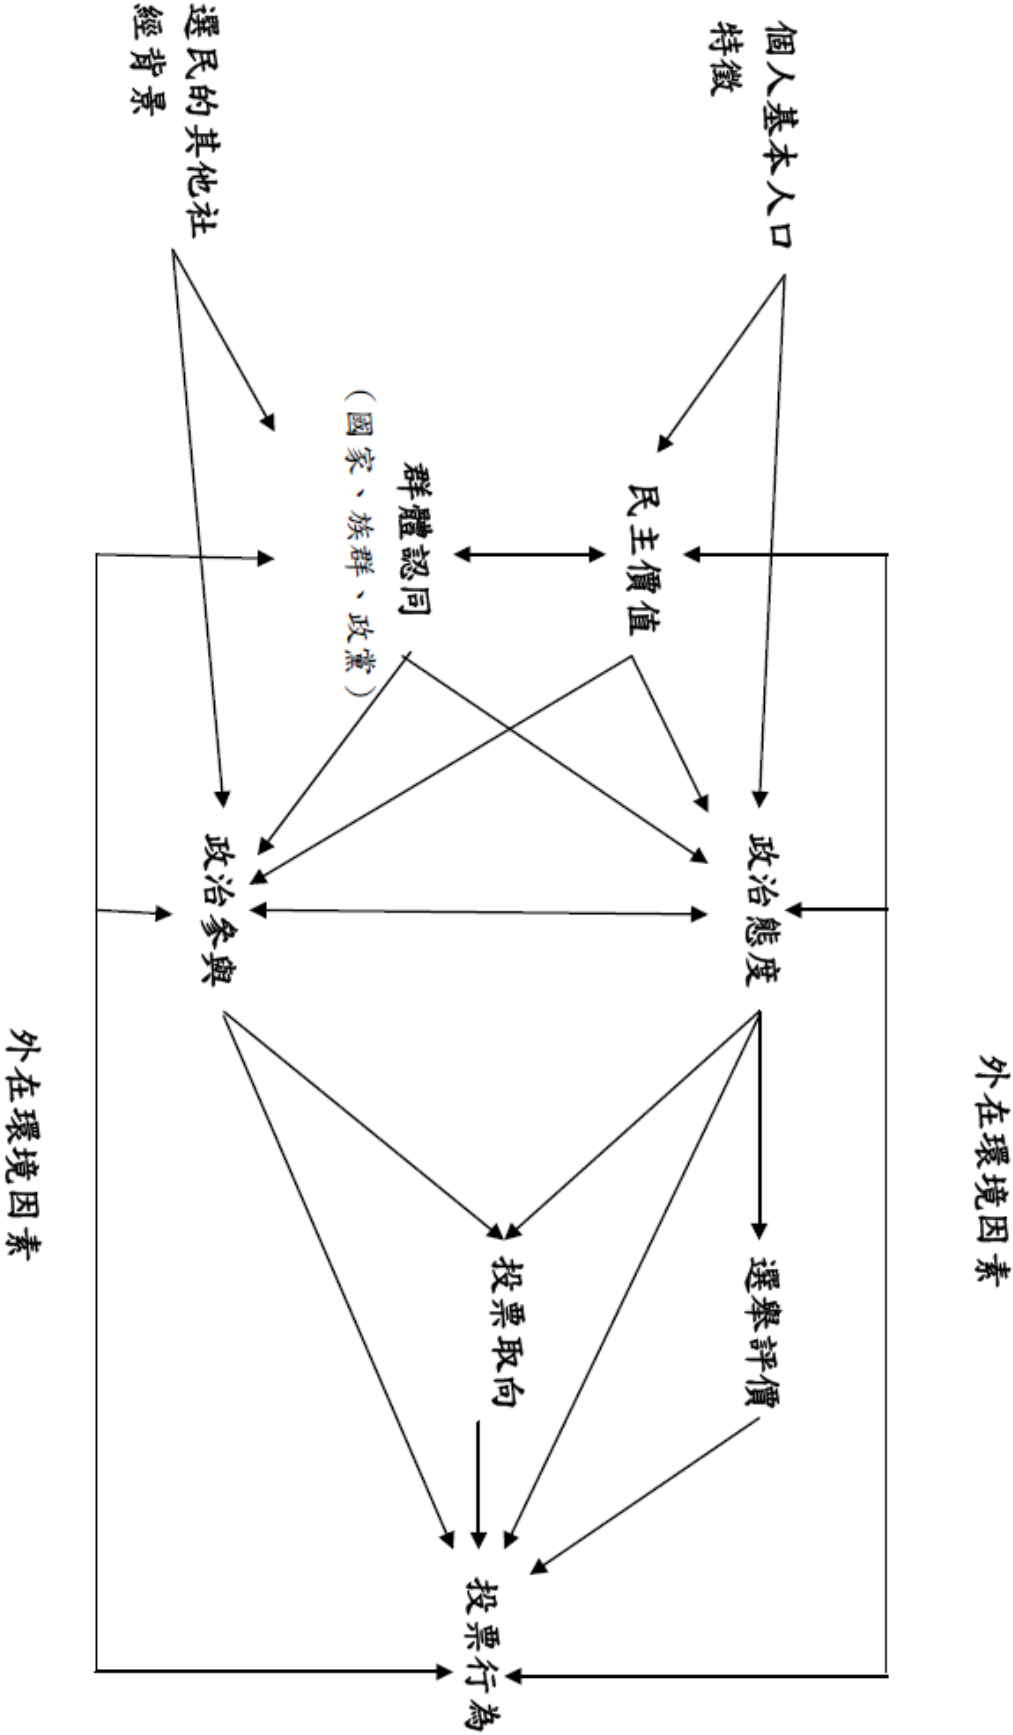 外在環境因素
個人基本人口
特徵
政治態度
選舉評價
民主價值
投票取向
投票行為
群體認同
（國家、族群、政黨）
選民的其他社
經背景
政治參與
外在環境因素